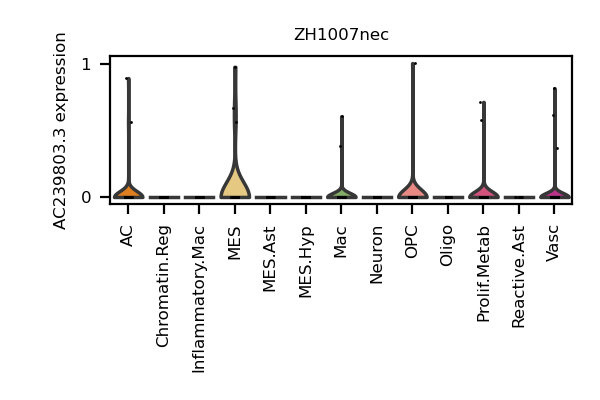 ZH1007nec
AC239803.3 expression
1
0
AC
Chromatin.Reg
Inflammatory.Mac
MES
MES.Ast
MES.Hyp
Mac
Neuron
OPC
Oligo
Prolif.Metab
Reactive.Ast
Vasc